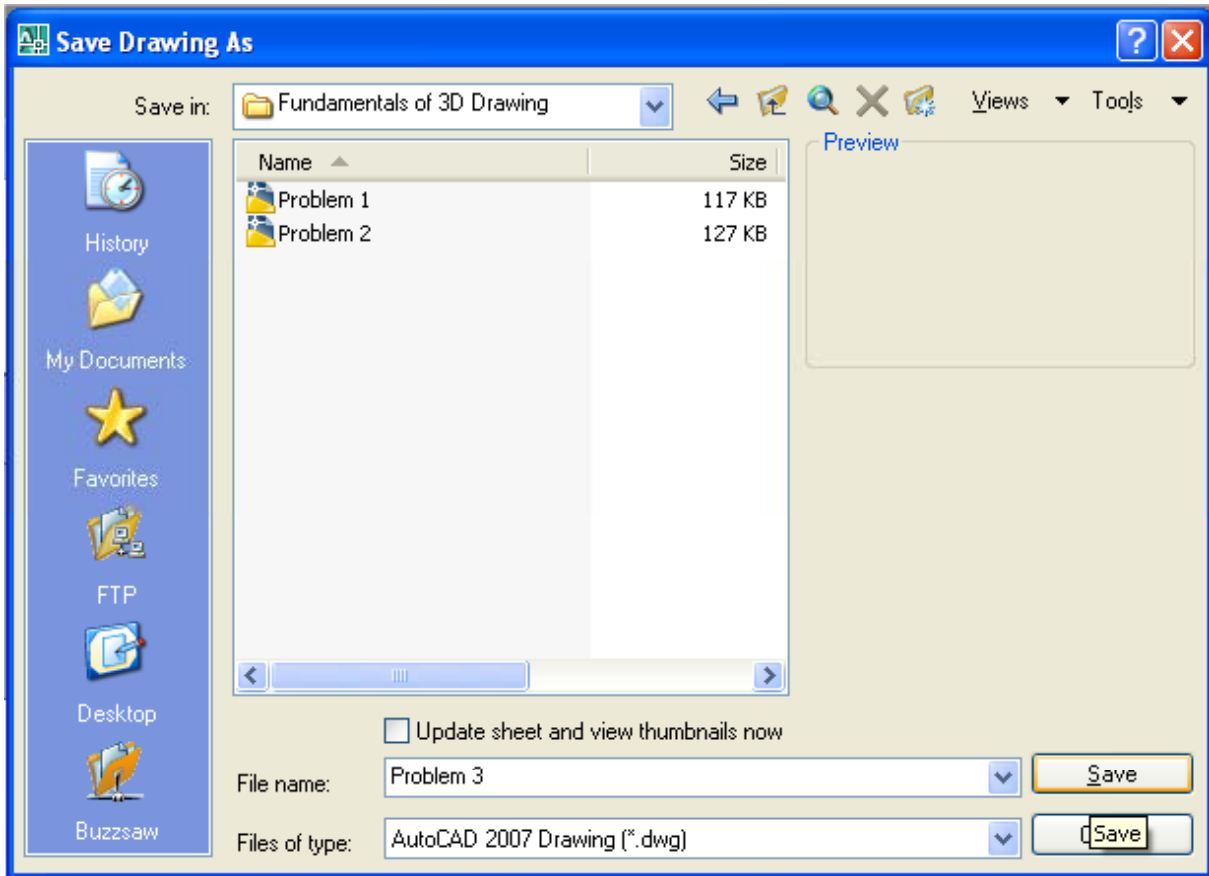 Save Drawing As
Save in: Fundamentals of 3D Drawing Views Tools
Name Size Preview
Problem 1 117 KB
Problem 2 127 KB
History
My Documents
Favorites
FTP
Desktop
Buzzsaw
Update sheet and view thumbnails now
File name: Problem 3 Save
Files of type: AutoCAD 2007 Drawing (*.dwg) Save